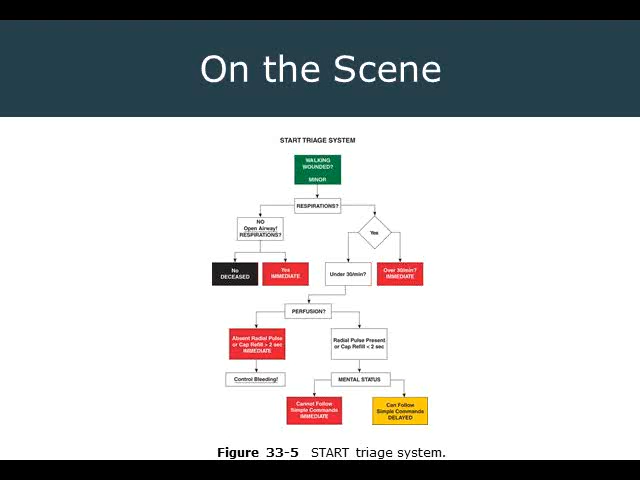 On the Scene
START TRIAGE SYSTEM
WALKING
WOUNDED?
MINOR
RESPIRATIONS?
NO
Open Airway!
RESPIRATIONS?
Yes
No
DECEASED
Yes
IMMEDIATE
Under 30/min?
Over 30/min?
IMMEDIATE
PERFUSION?
Absent Radial Pulse
or Cap Refill > 2 sec
IMMEDIATE
Radial Pulse Present
or Cap Refill < 2 sec
Control Bleeding!
MENTAL STATUS
Cannot Follow
Simple Commands
IMMEDIATE
Can Follow
Simple Commands
DELAYED
Figure 33-5 START triage system.